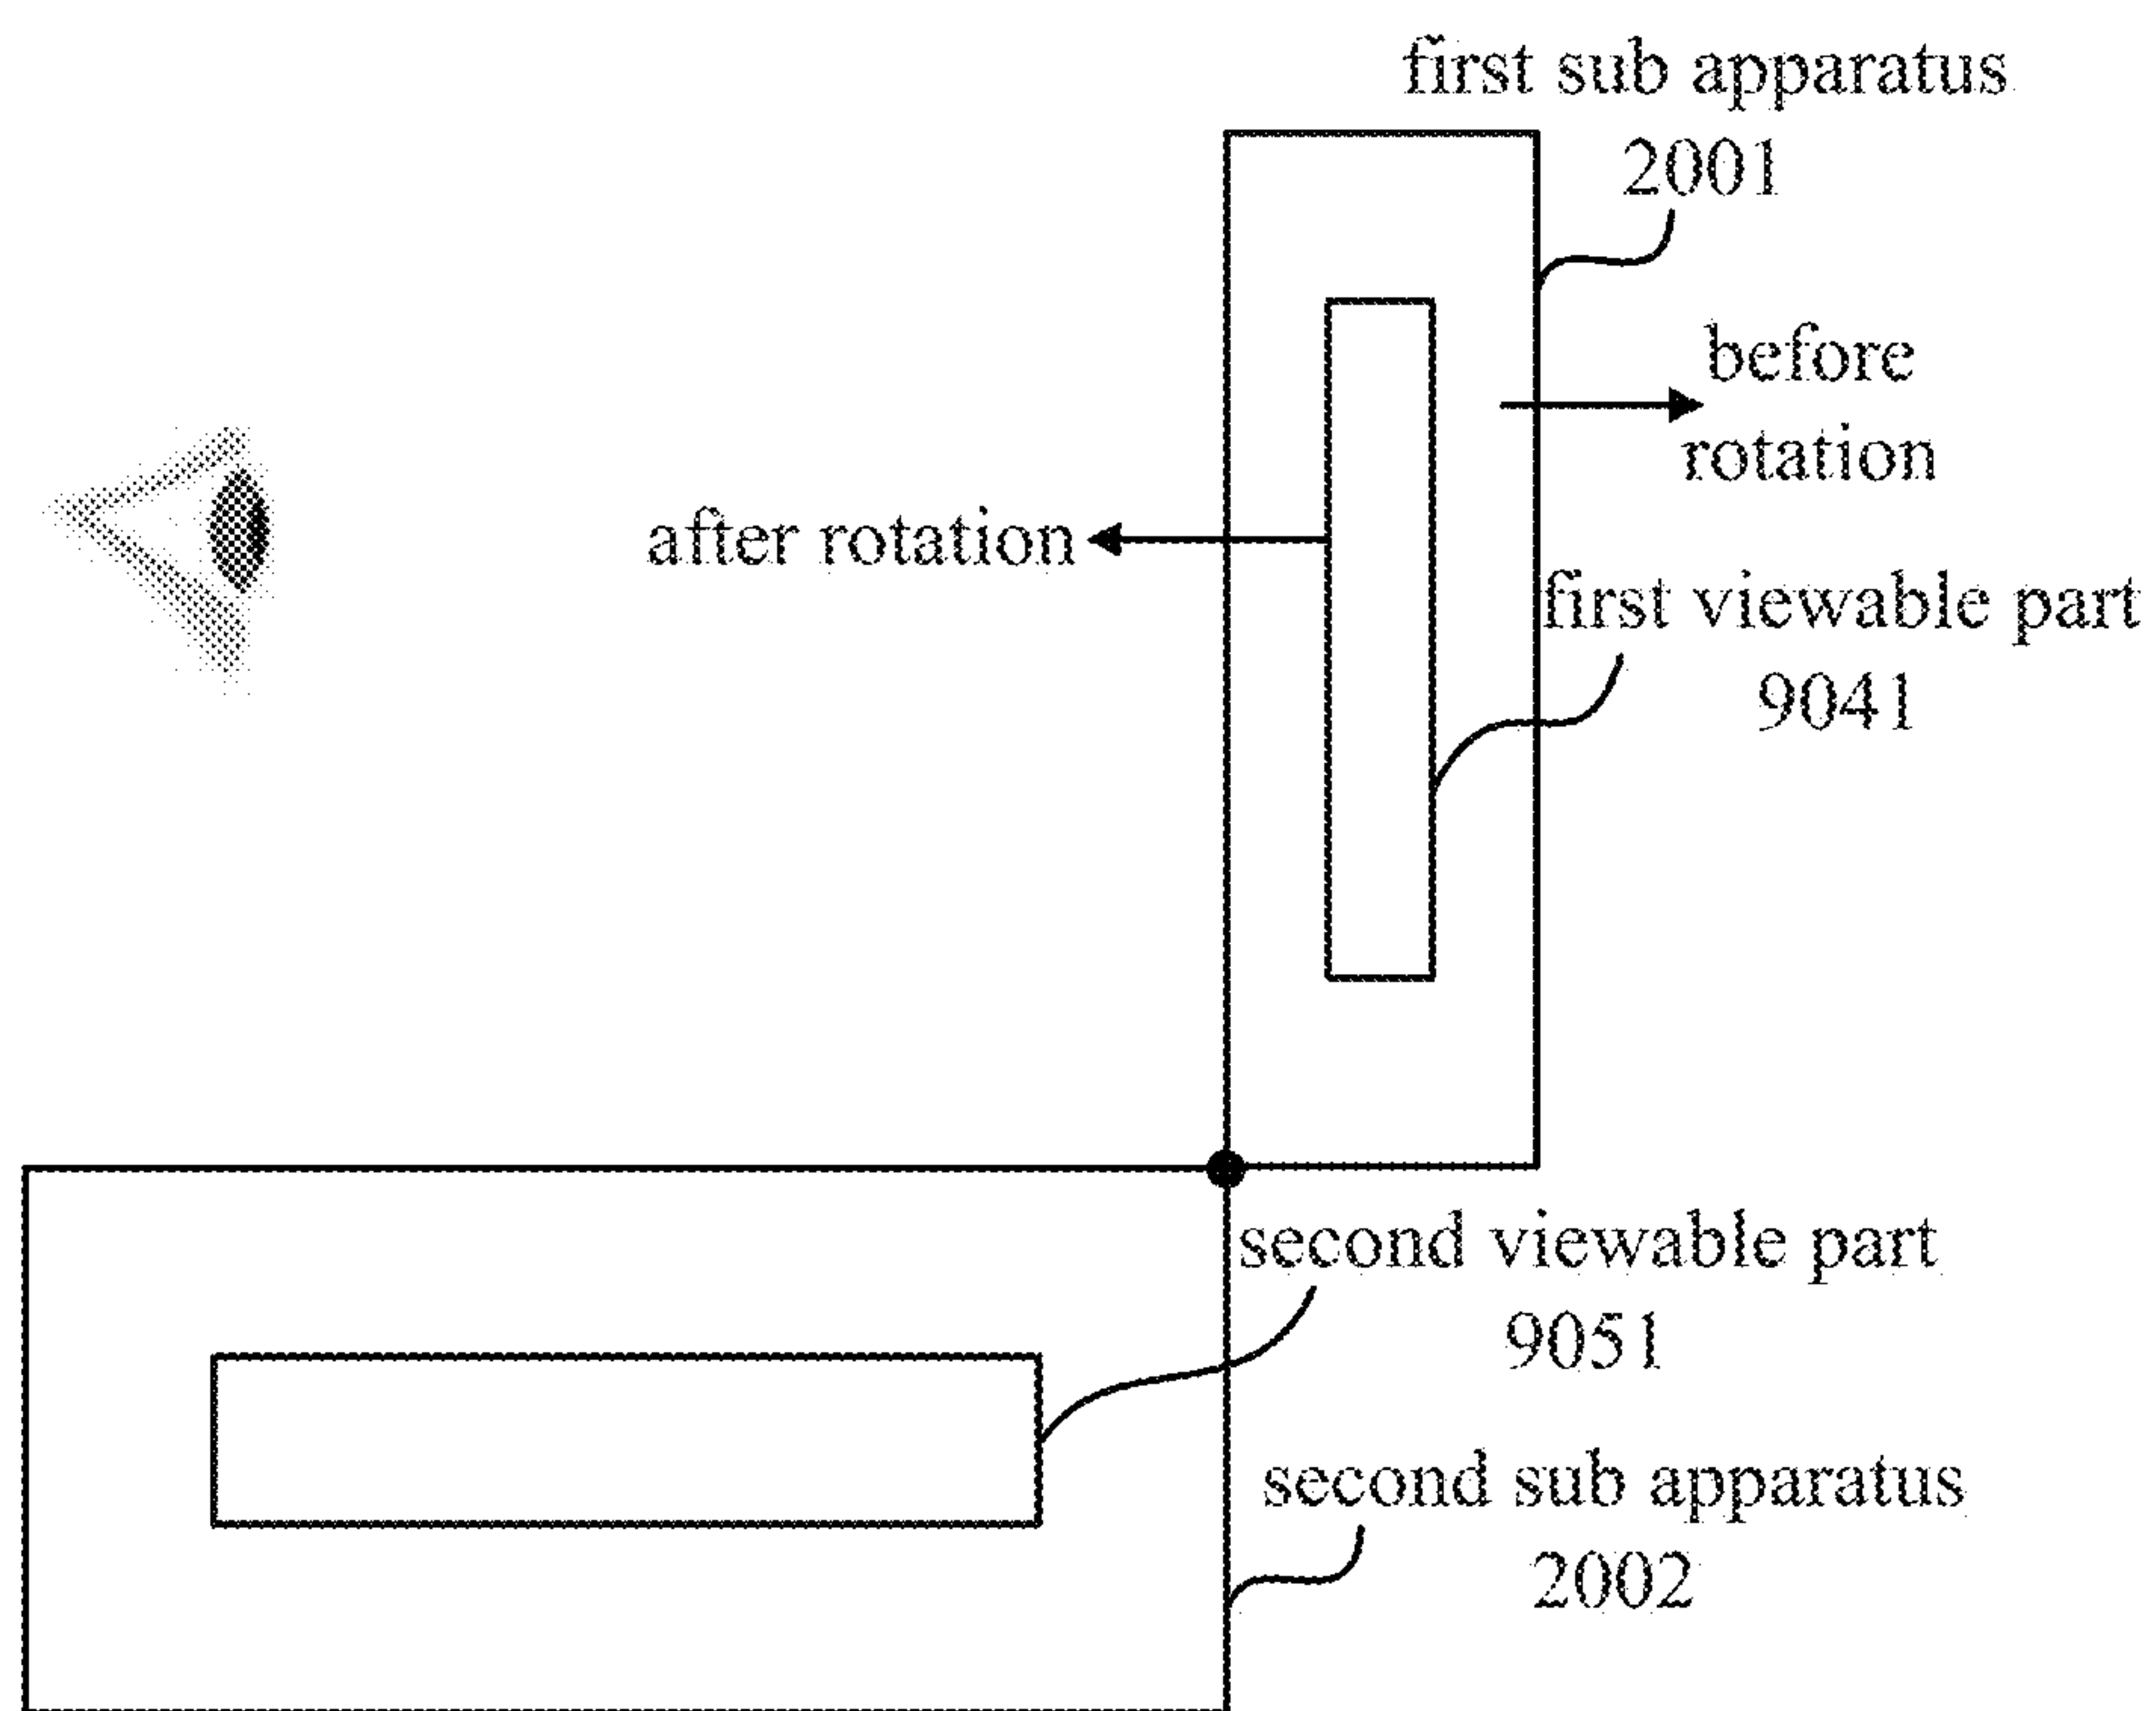 first sub apparatus
2001
before
rotation
after rotation
first viewable part
9041
second viewable part
9051
second sub apparatus
2002